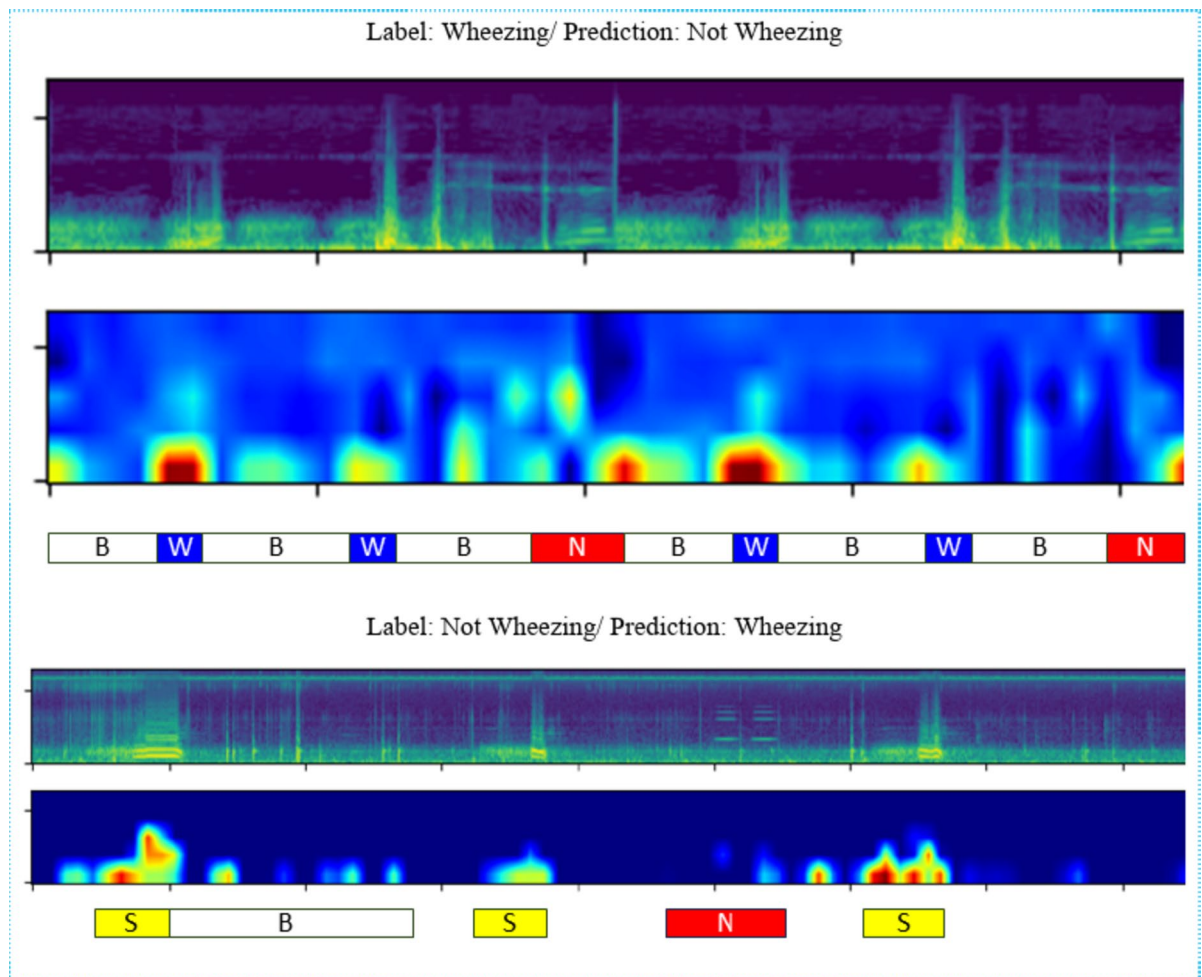 Label: Wheezing/ Prediction: Not Wheezing
B W B W B N B W B W B N
Label: Not Wheezing/ Prediction: Wheezing
S B S N S